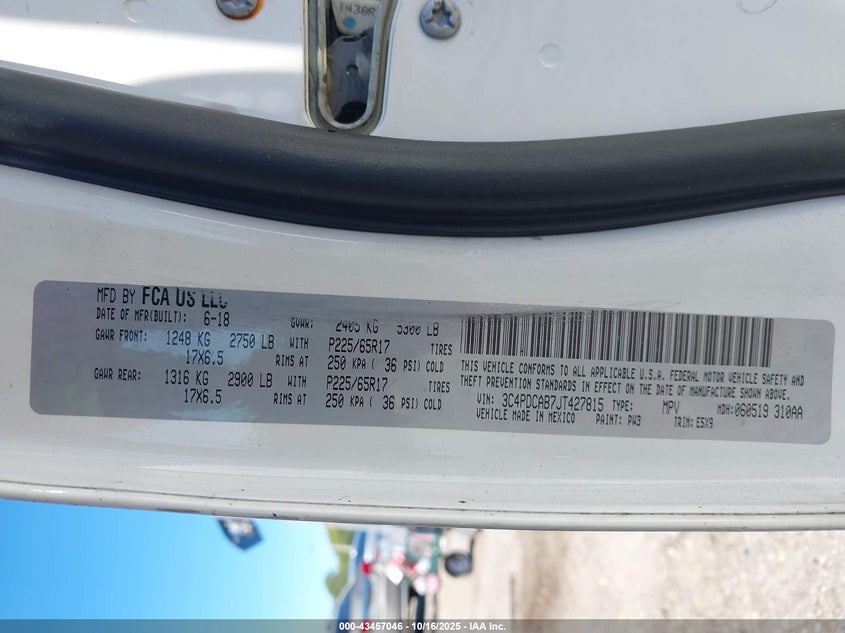 1438R
MFD BY FCA US LLC
DATE OF MFR(BUILT): 6-18 GVWR: 2405 KG 5300 LB
GAWR FRONT: 1248 KG 2750 LB WITH P225/65R17 TIRES
17X6.5 RIMS AT 250 KPA ( 36 PSI) COLD
GAWR REAR: 1316 KG 2900 LB WITH P225/65R17 TIRES
17X6.5 RIMS AT 250 KPA ( 36 PSI) COLD
THIS VEHICLE CONFORMS TO ALL APPLICABLE U.S.A. FEDERAL MOTOR VEHICLE SAFETY AND
THEFT PREVENTION STANDARDS IN EFFECT ON THE DATE OF MANUFACTURE SHOWN ABOVE.
VIN: 3C4PDCAB7JT427815 TYPE: MPV MDH: 060519 310AA
VEHICLE MADE IN MEXICO PAINT: PW3 TRIM: E5X9
000-43457046 - 10/16/2025 - © IAA Inc.